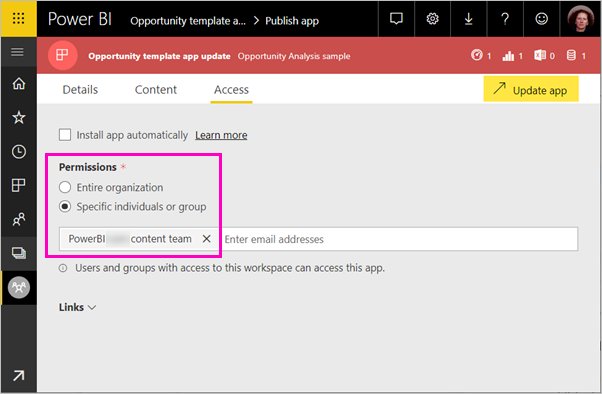 Power BI Opportunity template a... > Publish app ?
Opportunity template app update Opportunity Analysis sample 1 1 0 1
Details Content Access Update app
Install app automatically Learn more
Permissions *
Entire organization
Specific individuals or group
PowerBI content team Enter email addresses
Users and groups with access to this workspace can access this app.
Links